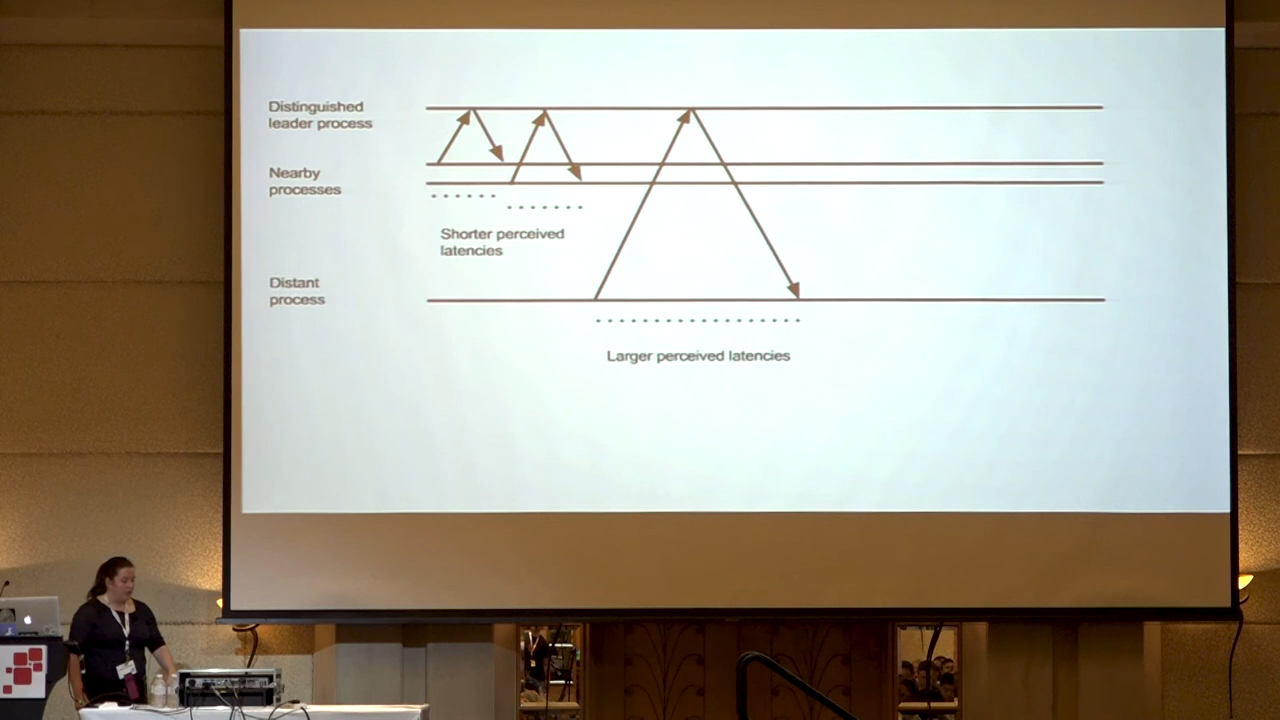 Distinguished
leader process
Nearby
processes
Shorter perceived
latencies
Distant
process
Larger perceived latencies